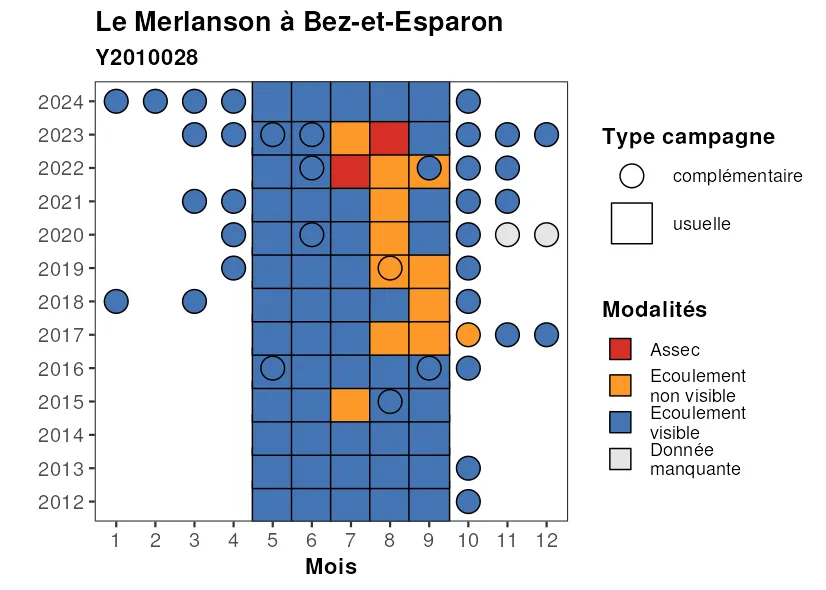 Le Merlanson à Bez-et-Esparon
Y2010028
2024
2023
2022
2021
2020
2019
2018
2017
2016
2015
2014
2013
2012
1 2 3 4 5 6 7 8 9 10 11 12
Mois
Type campagne
complémentaire
usuelle
Modalités
Assec
Ecoulement
non visible
Ecoulement
visible
Donnée
manquante